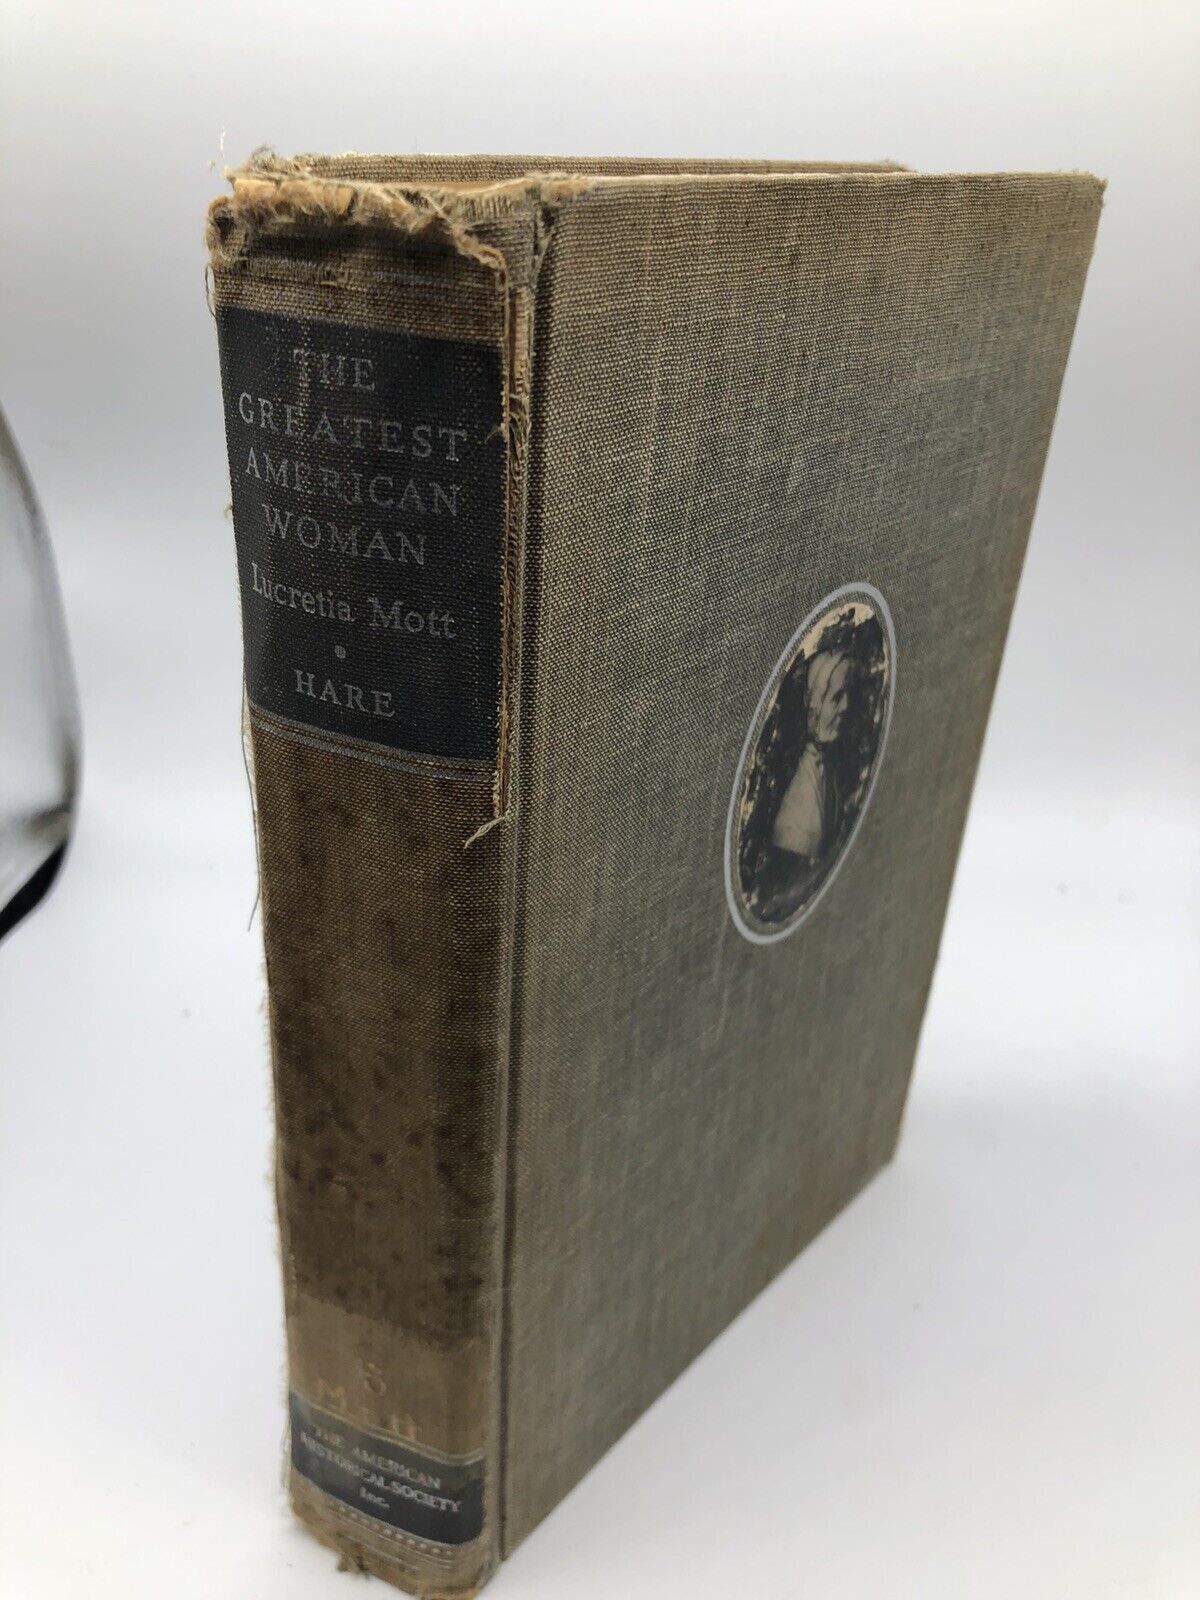 THE
GREATEST
AMERICAN
WOMAN
Lucretia Mott
HARE
THE AMERICAN
HISTORICAL SOCIETY
Inc.